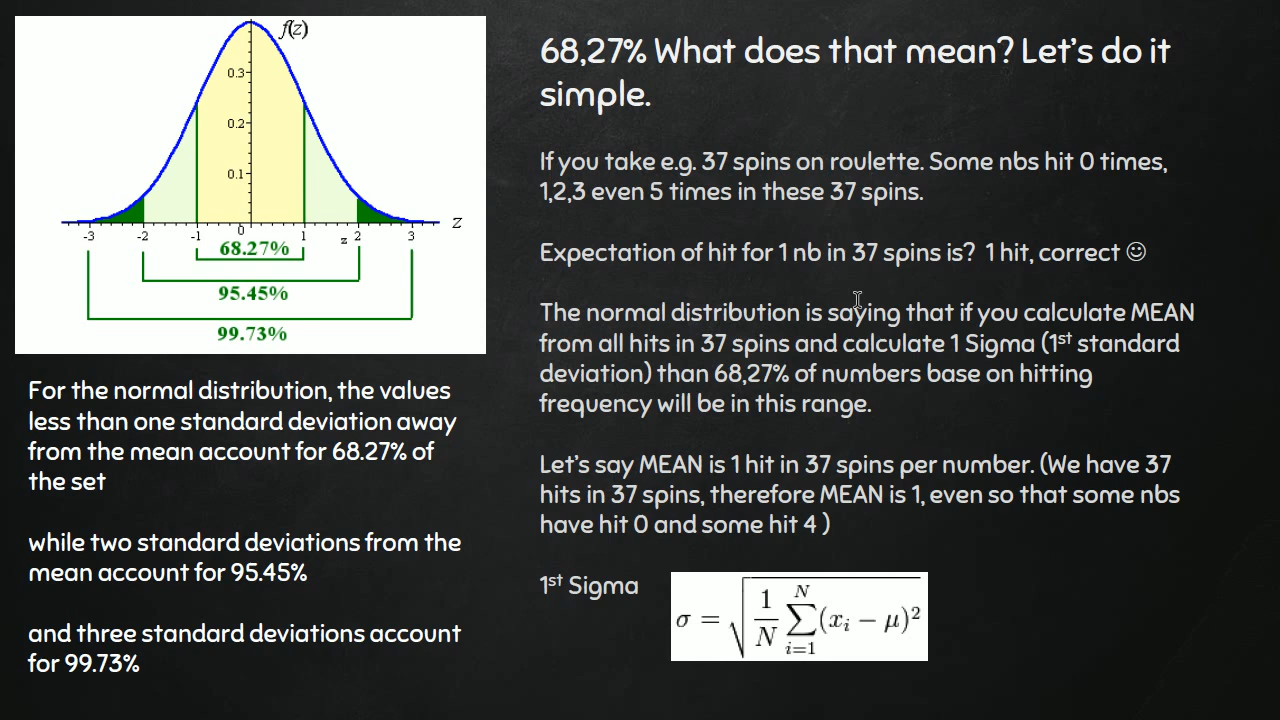 f(z)
0.3
0.2
0.1
-3 -2 -1 0 1 z 2 3 Z
68.27%
95.45%
99.73%
For the normal distribution, the values
less than one standard deviation away
from the mean account for 68.27% of
the set
while two standard deviations from the
mean account for 95.45%
and three standard deviations account
for 99.73%
68,27% What does that mean? Let's do it
simple.
If you take e.g. 37 spins on roulette. Some nbs hit 0 times,
1,2,3 even 5 times in these 37 spins.
Expectation of hit for 1 nb in 37 spins is? 1 hit, correct ☺
The normal distribution is saying that if you calculate MEAN
from all hits in 37 spins and calculate 1 Sigma (1st standard
deviation) than 68,27% of numbers base on hitting
frequency will be in this range.
Let's say MEAN is 1 hit in 37 spins per number. (We have 37
hits in 37 spins, therefore MEAN is 1, even so that some nbs
have hit 0 and some hit 4 )
1st Sigma
σ = √(1/N ∑_{i=1}^{N} (x_i − μ)²)